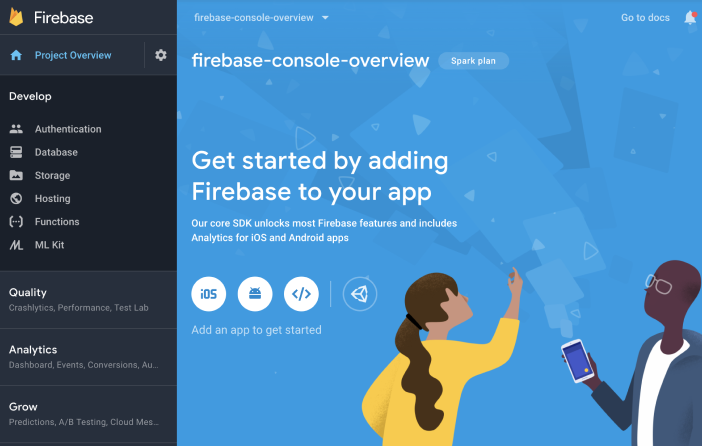 Firebase
Project Overview
Develop
Authentication
Database
Storage
Hosting
Functions
ML Kit
Quality
Crashlytics, Performance, Test Lab
Analytics
Dashboard, Events, Conversions, Au...
Grow
Predictions, A/B Testing, Cloud Mes...
firebase-console-overview
Go to docs
firebase-console-overview
Spark plan
Get started by adding
Firebase to your app
Our core SDK unlocks most Firebase features and includes
Analytics for iOS and Android apps
iOS
Add an app to get started